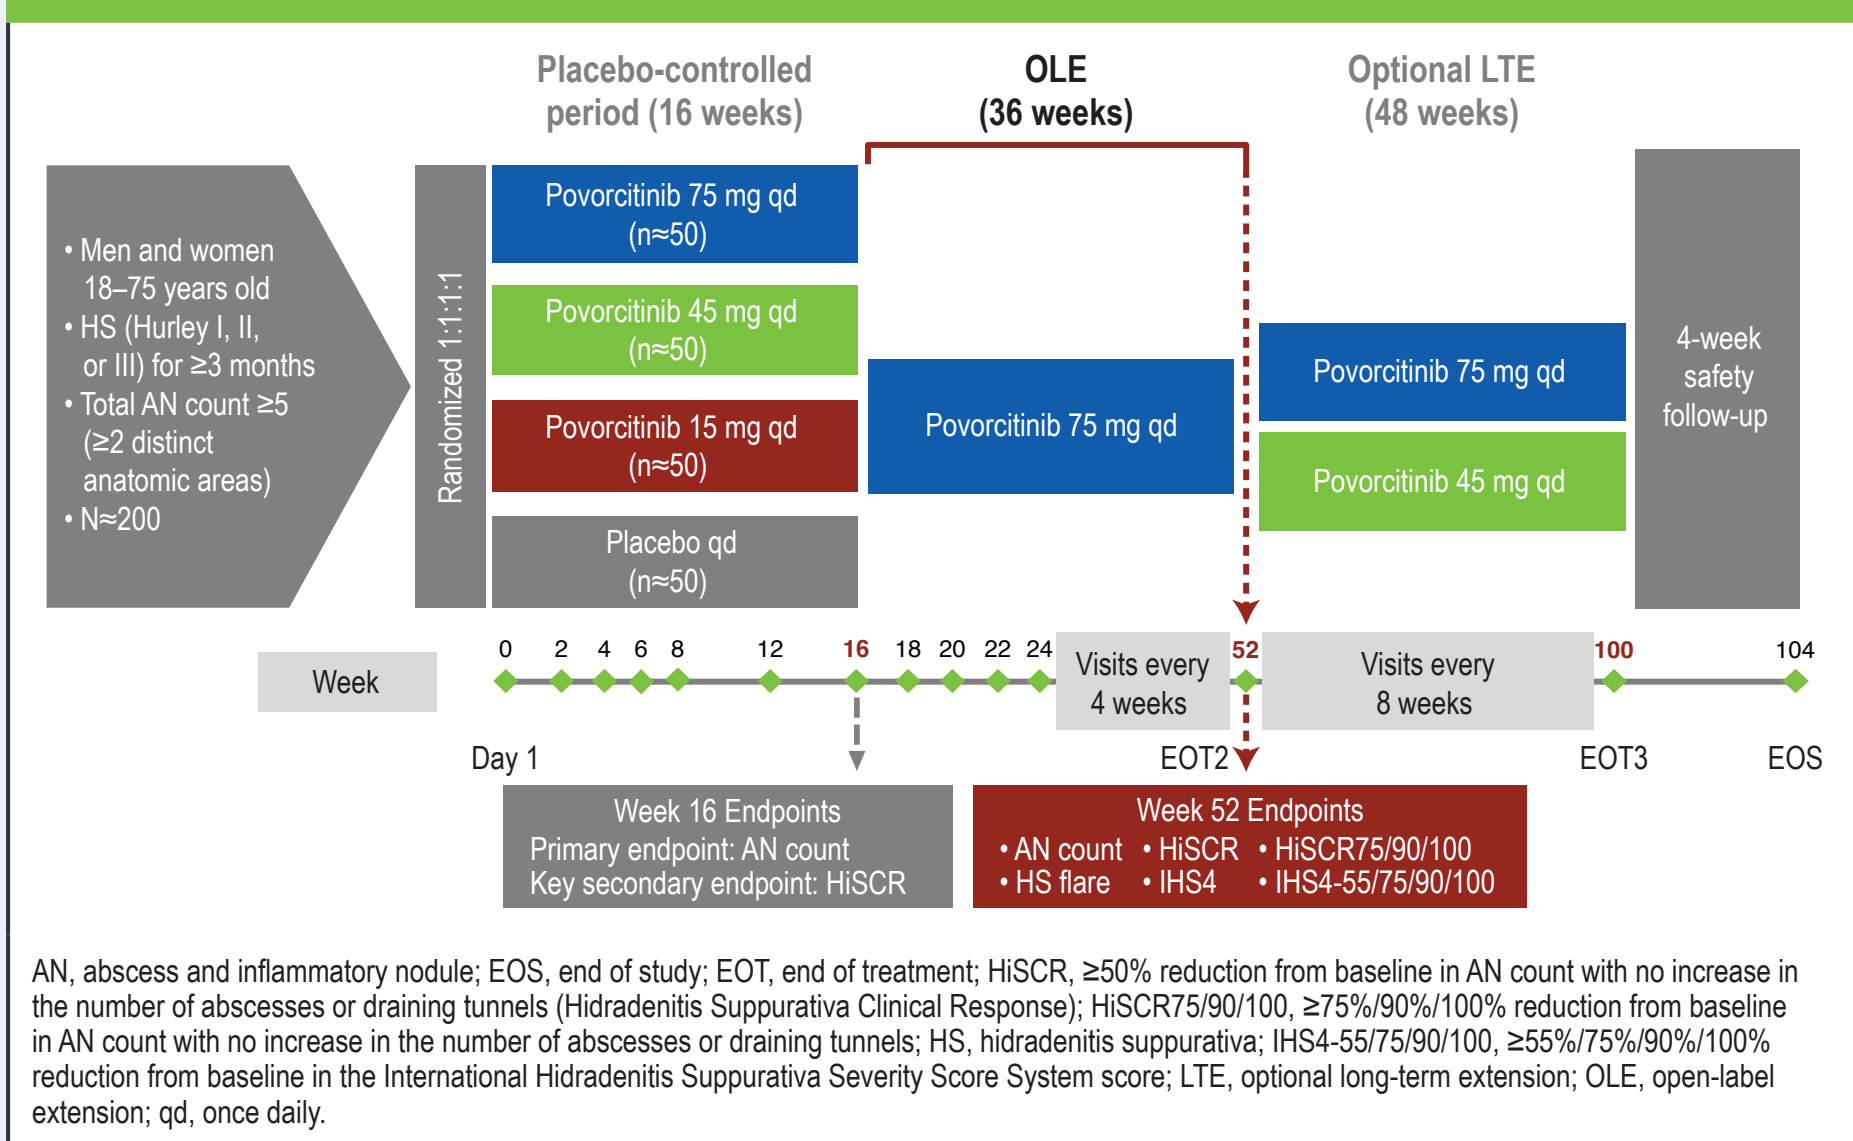 Placebo-controlled
period (16 weeks)
OLE
(36 weeks)
Optional LTE
(48 weeks)
• Men and women
18–75 years old
• HS (Hurley I, II,
or III) for ≥3 months
• Total AN count ≥5
(≥2 distinct
anatomic areas)
• N≈200
Randomized 1:1:1:1
Povorcitinib 75 mg qd
(n≈50)
Povorcitinib 45 mg qd
(n≈50)
Povorcitinib 15 mg qd
(n≈50)
Placebo qd
(n≈50)
Povorcitinib 75 mg qd
Povorcitinib 75 mg qd
Povorcitinib 45 mg qd
4-week
safety
follow-up
Week
0 2 4 6 8 12 16 18 20 22 24 52 100 104
Visits every
4 weeks
Visits every
8 weeks
Day 1
EOT2
EOT3
EOS
Week 16 Endpoints
Primary endpoint: AN count
Key secondary endpoint: HiSCR
Week 52 Endpoints
• AN count • HiSCR • HiSCR75/90/100
• HS flare • IHS4 • IHS4-55/75/90/100
AN, abscess and inflammatory nodule; EOS, end of study; EOT, end of treatment; HiSCR, ≥50% reduction from baseline in AN count with no increase in
the number of abscesses or draining tunnels (Hidradenitis Suppurativa Clinical Response); HiSCR75/90/100, ≥75%/90%/100% reduction from baseline
in AN count with no increase in the number of abscesses or draining tunnels; HS, hidradenitis suppurativa; IHS4-55/75/90/100, ≥55%/75%/90%/100%
reduction from baseline in the International Hidradenitis Suppurativa Severity Score System score; LTE, optional long-term extension; OLE, open-label
extension; qd, once daily.